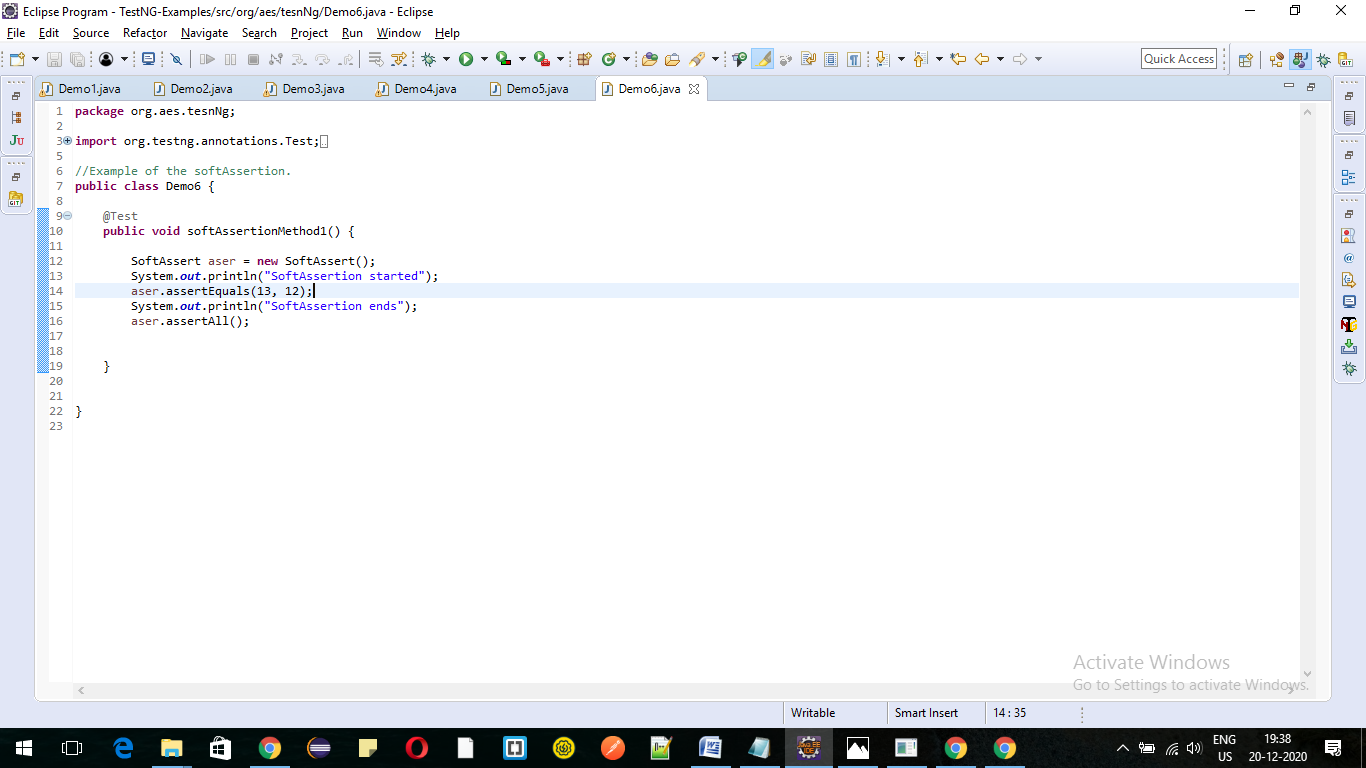 Eclipse Program - TestNG-Examples/src/org/aes/tesnNg/Demo6.java - Eclipse
File Edit Source Refactor Navigate Search Project Run Window Help
Quick Access
Demo1.java Demo2.java Demo3.java Demo4.java Demo5.java Demo6.java
1 package org.aes.tesnNg;
2
3 import org.testng.annotations.Test;
5
6 //Example of the softAssertion.
7 public class Demo6 {
8
9 @Test
10 public void softAssertionMethod1() {
11
12 SoftAssert aser = new SoftAssert();
13 System.out.println("SoftAssertion started");
14 aser.assertEquals(13, 12);
15 System.out.println("SoftAssertion ends");
16 aser.assertAll();
17
18
19 }
20
21
22 }
23
Activate Windows
Go to Settings to activate Windows.
Writable Smart Insert 14 : 35
ENG 19:38
US 20-12-2020